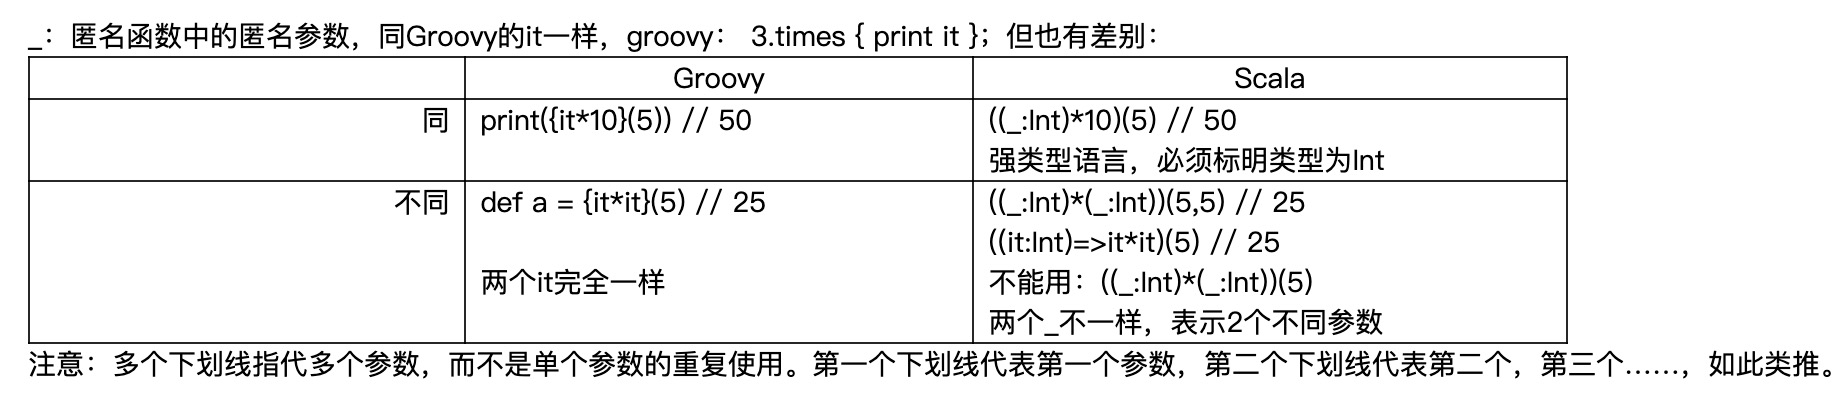 _：匿名函数中的匿名参数，同Groovy的it一样，groovy： 3.times { print it }；但也有差别：
Groovy
Scala
同
print({it*10}(5)) // 50
((_:Int)*10)(5) // 50
强类型语言，必须标明类型为Int
不同
def a = {it*it}(5) // 25
两个it完全一样
((_:Int)*(_:Int))(5,5) // 25
((it:Int)=>it*it)(5) // 25
不能用：((_:Int)*(_:Int))(5)
两个_不一样，表示2个不同参数
注意：多个下划线指代多个参数，而不是单个参数的重复使用。第一个下划线代表第一个参数，第二个下划线代表第二个，第三个……，如此类推。